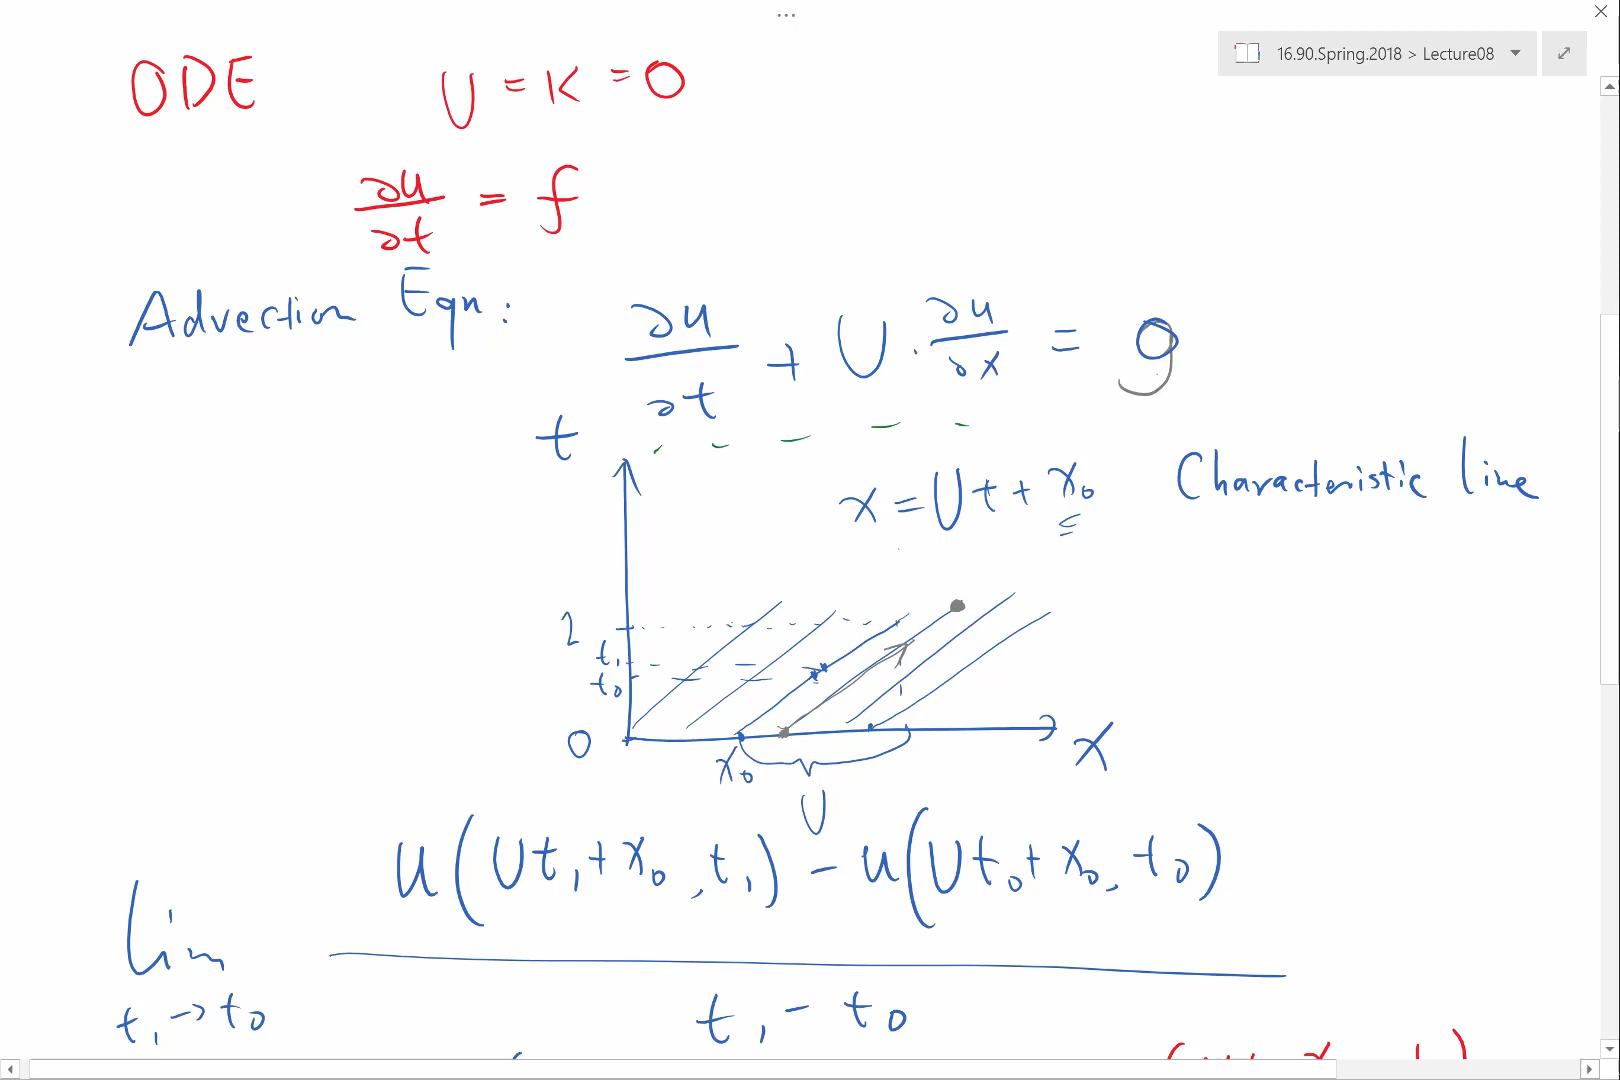 ...
16.90.Spring.2018 > Lecture08
ODE U = K = 0
∂u/∂t = f
Advection Eqn: ∂u/∂t + U · ∂u/∂x = g
t
x = Ut + x₀ Characteristic line
2
t₁
t₀
0
x₀
x
U
lim t₁→t₀ (u(Ut₁+x₀, t₁) - u(Ut₀+x₀, t₀)) / (t₁ - t₀)